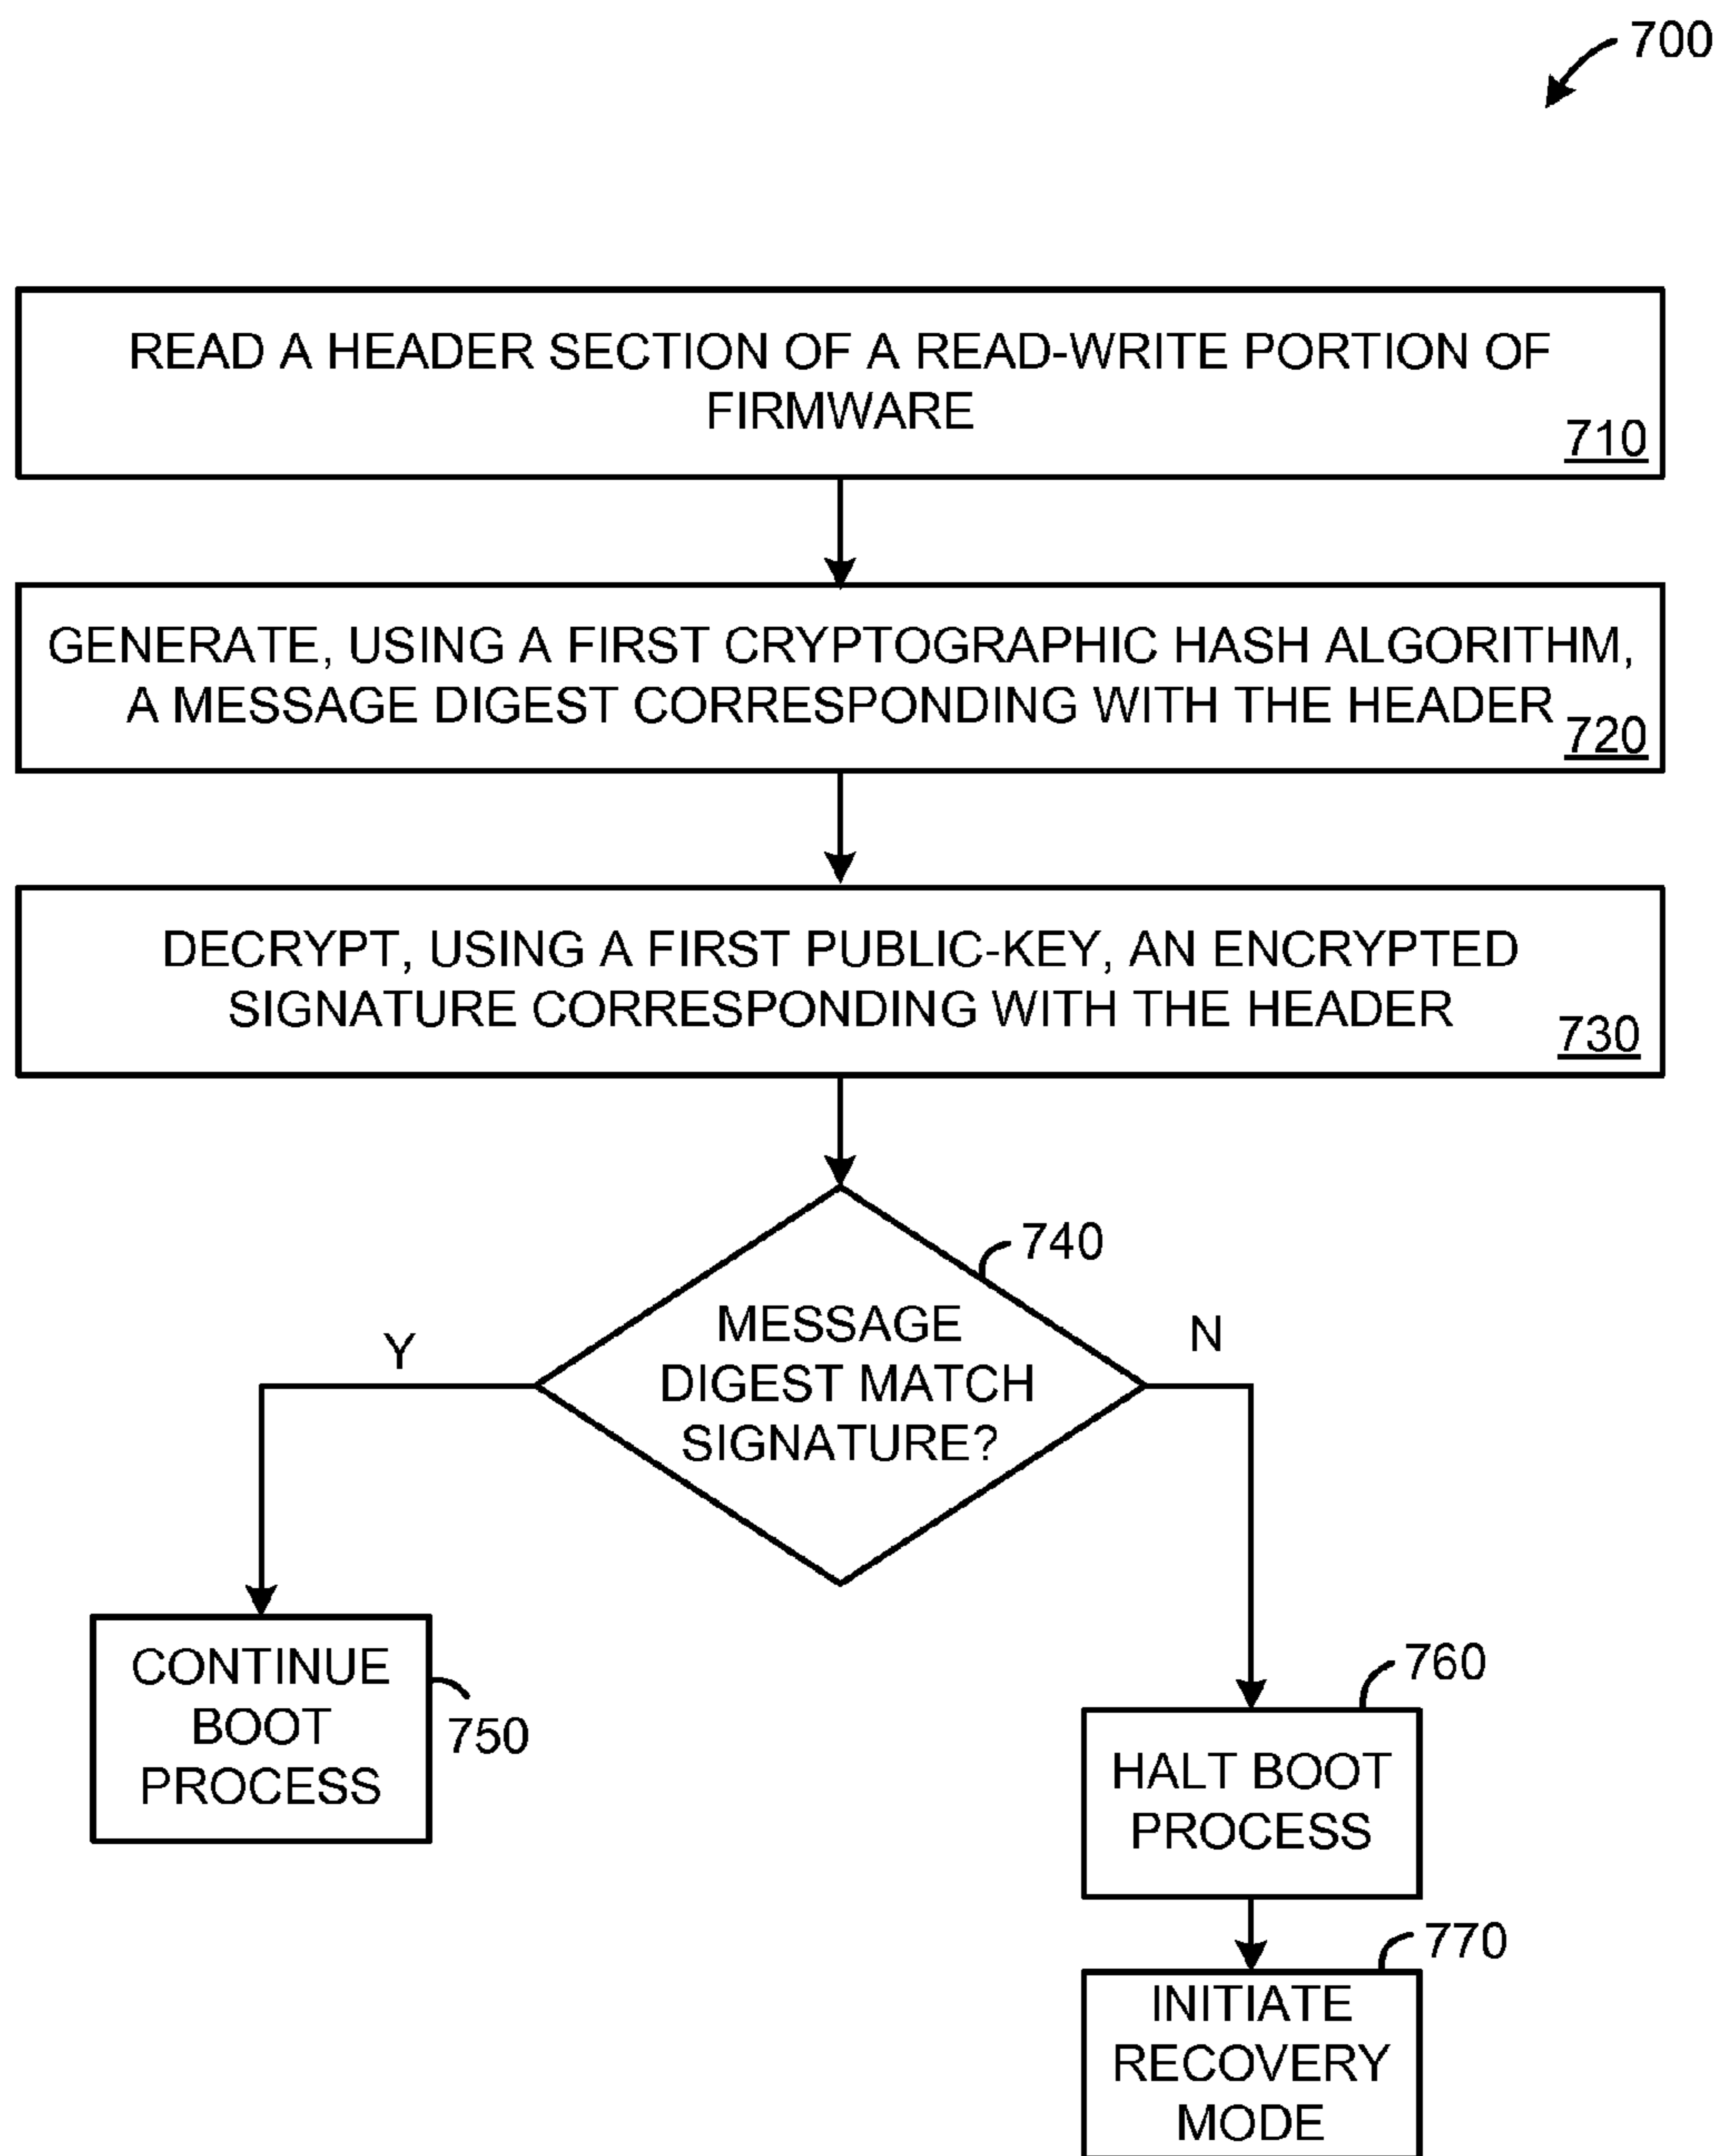 700
READ A HEADER SECTION OF A READ-WRITE PORTION OF
FIRMWARE
710
GENERATE, USING A FIRST CRYPTOGRAPHIC HASH ALGORITHM,
A MESSAGE DIGEST CORRESPONDING WITH THE HEADER
720
DECRYPT, USING A FIRST PUBLIC-KEY, AN ENCRYPTED
SIGNATURE CORRESPONDING WITH THE HEADER
730
740
MESSAGE
DIGEST MATCH
SIGNATURE?
Y
N
CONTINUE
BOOT
PROCESS
750
760
HALT BOOT
PROCESS
770
INITIATE
RECOVERY
MODE